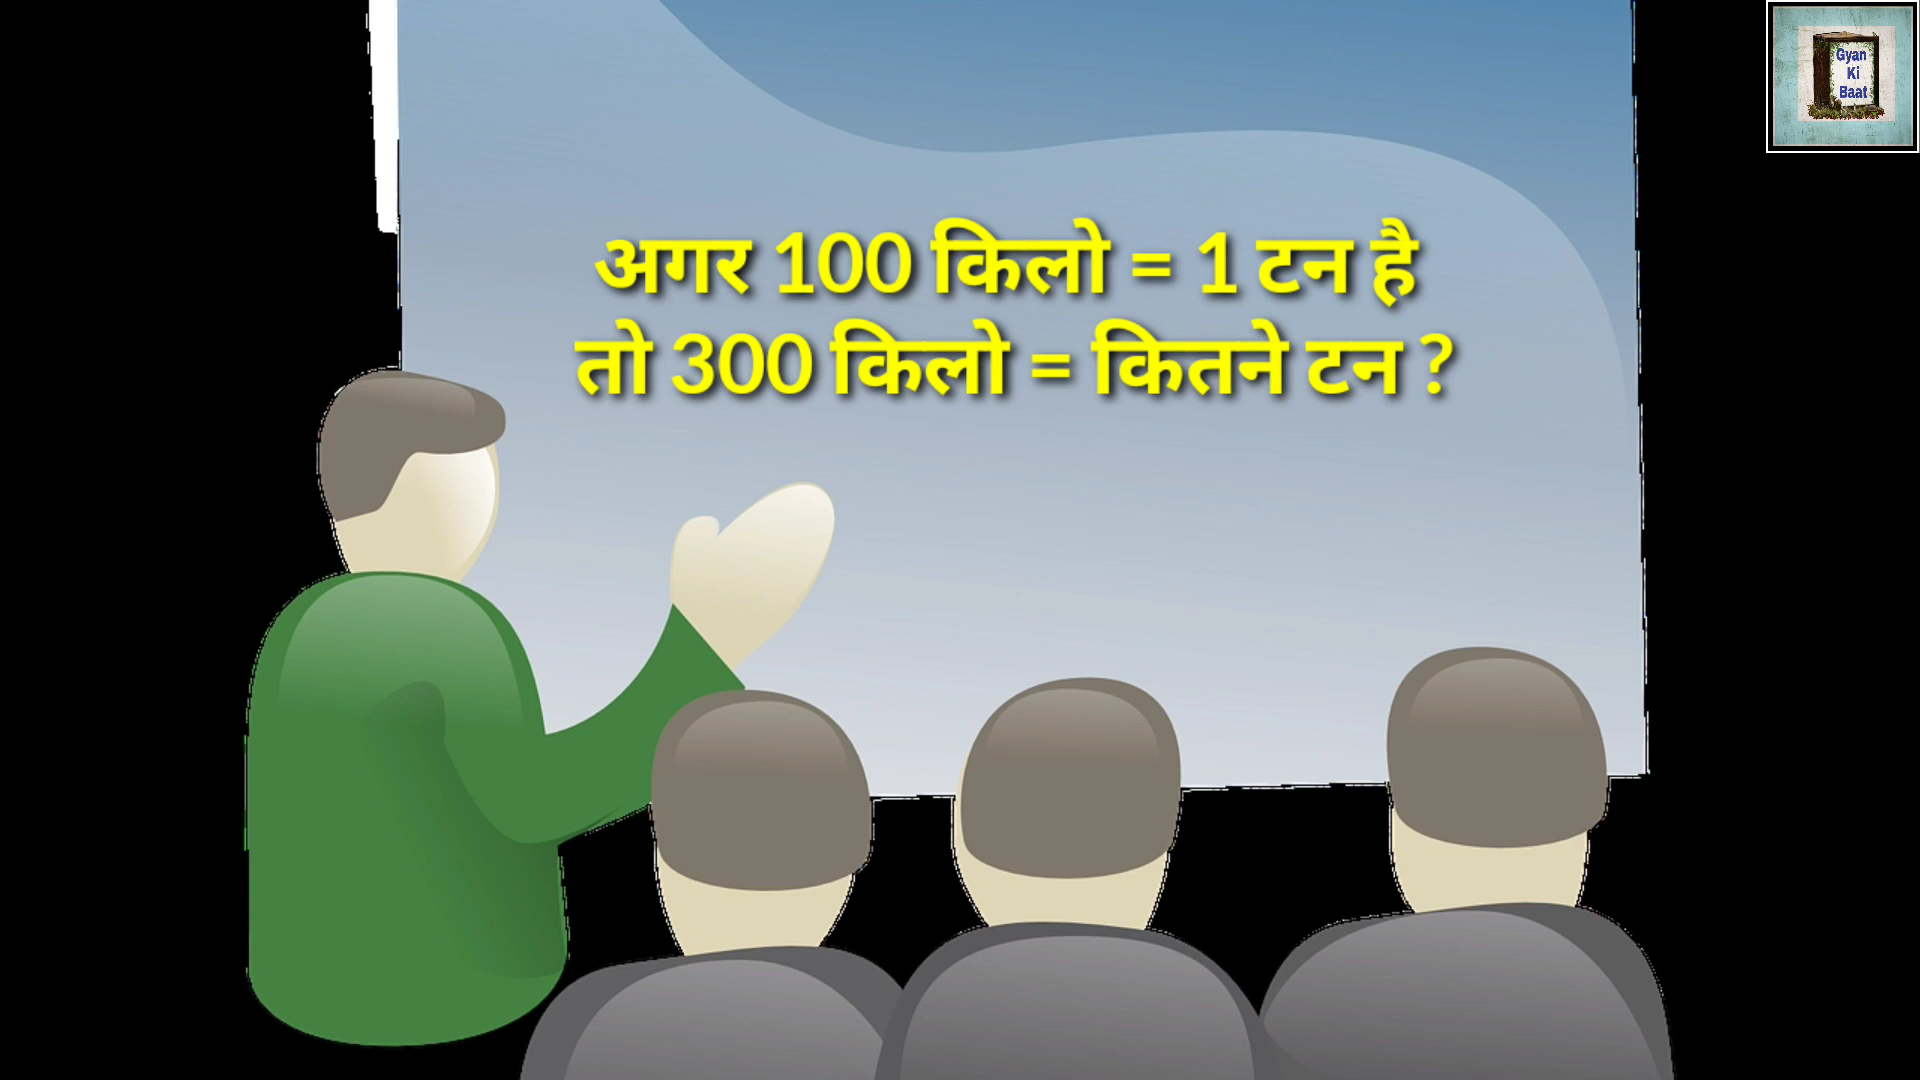 अगर 100 किलो = 1 टन है
तो 300 किलो = कितने टन ?
Gyan
Ki
Baat